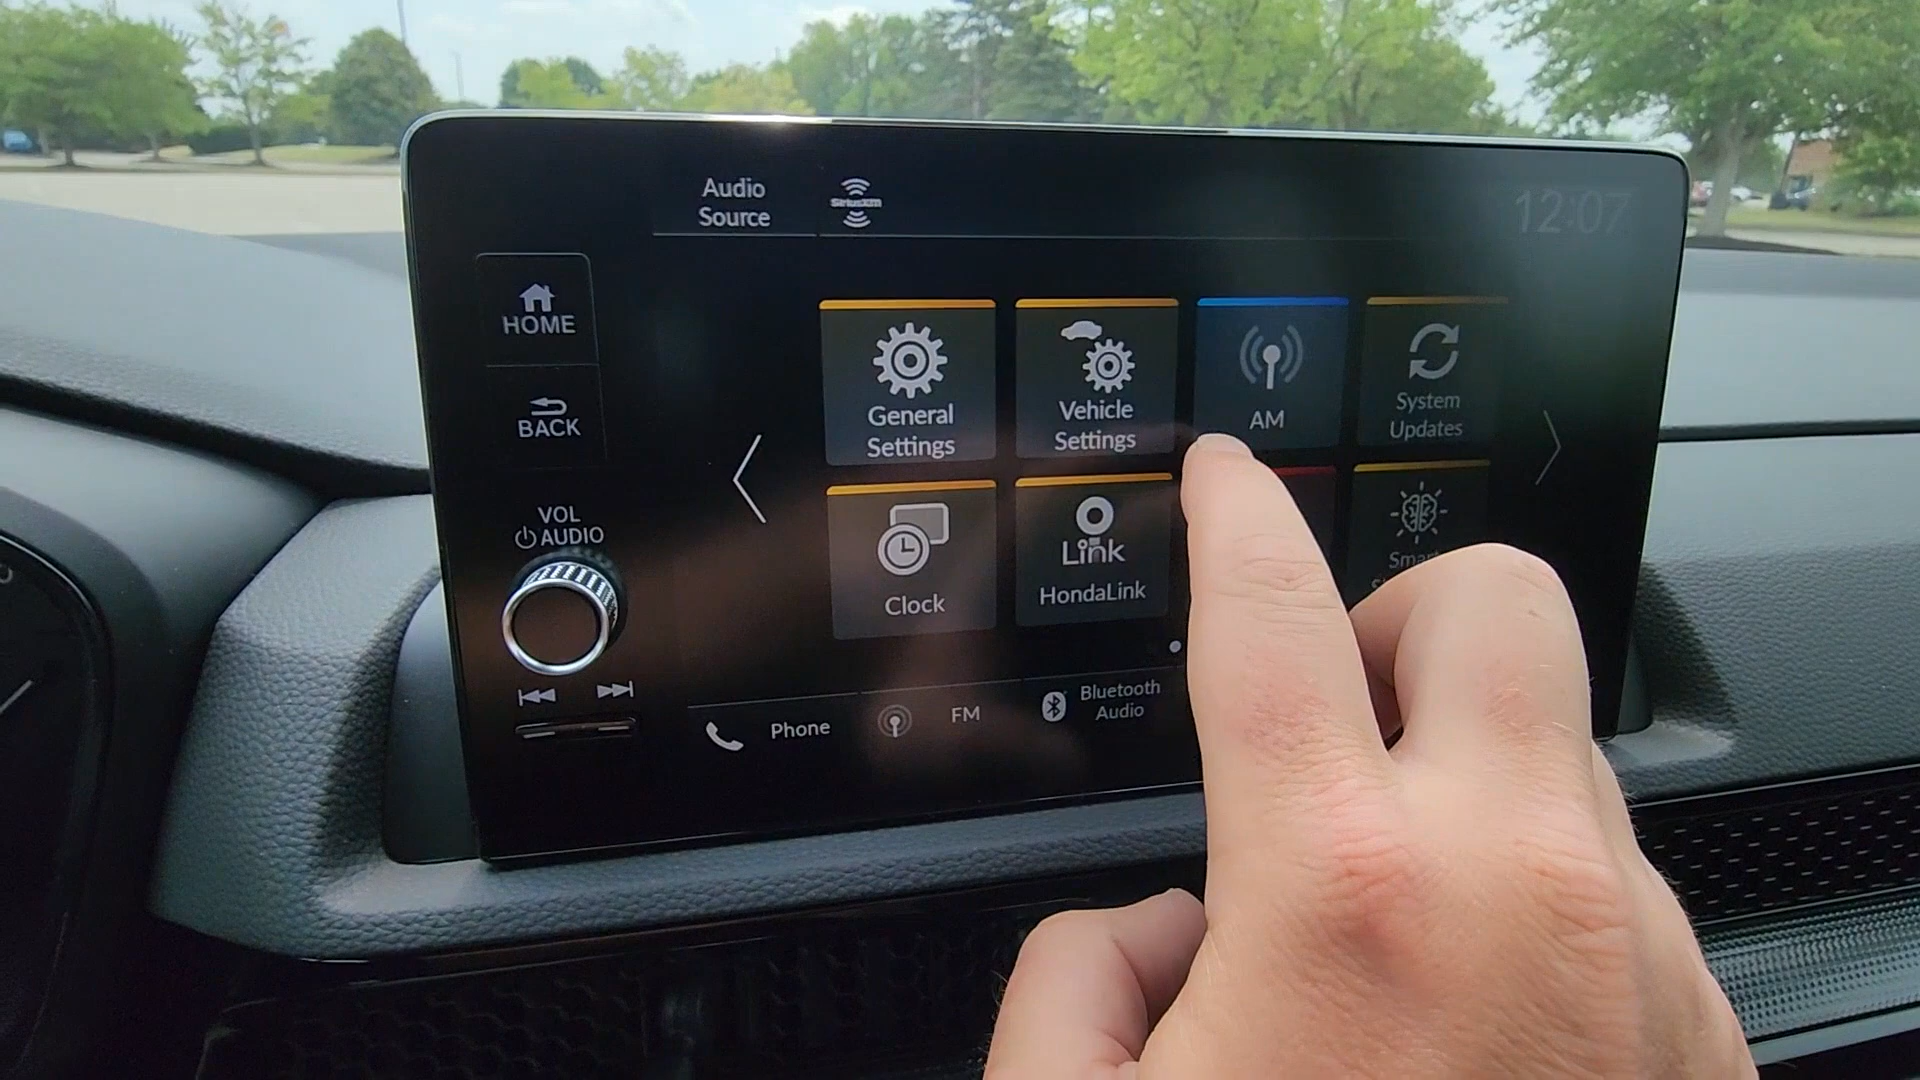 Audio
Source
SiriusXM
12:07
HOME
BACK
VOL
AUDIO
General
Settings
Vehicle
Settings
AM
System
Updates
Clock
Link
HondaLink
Phone
FM
Bluetooth
Audio